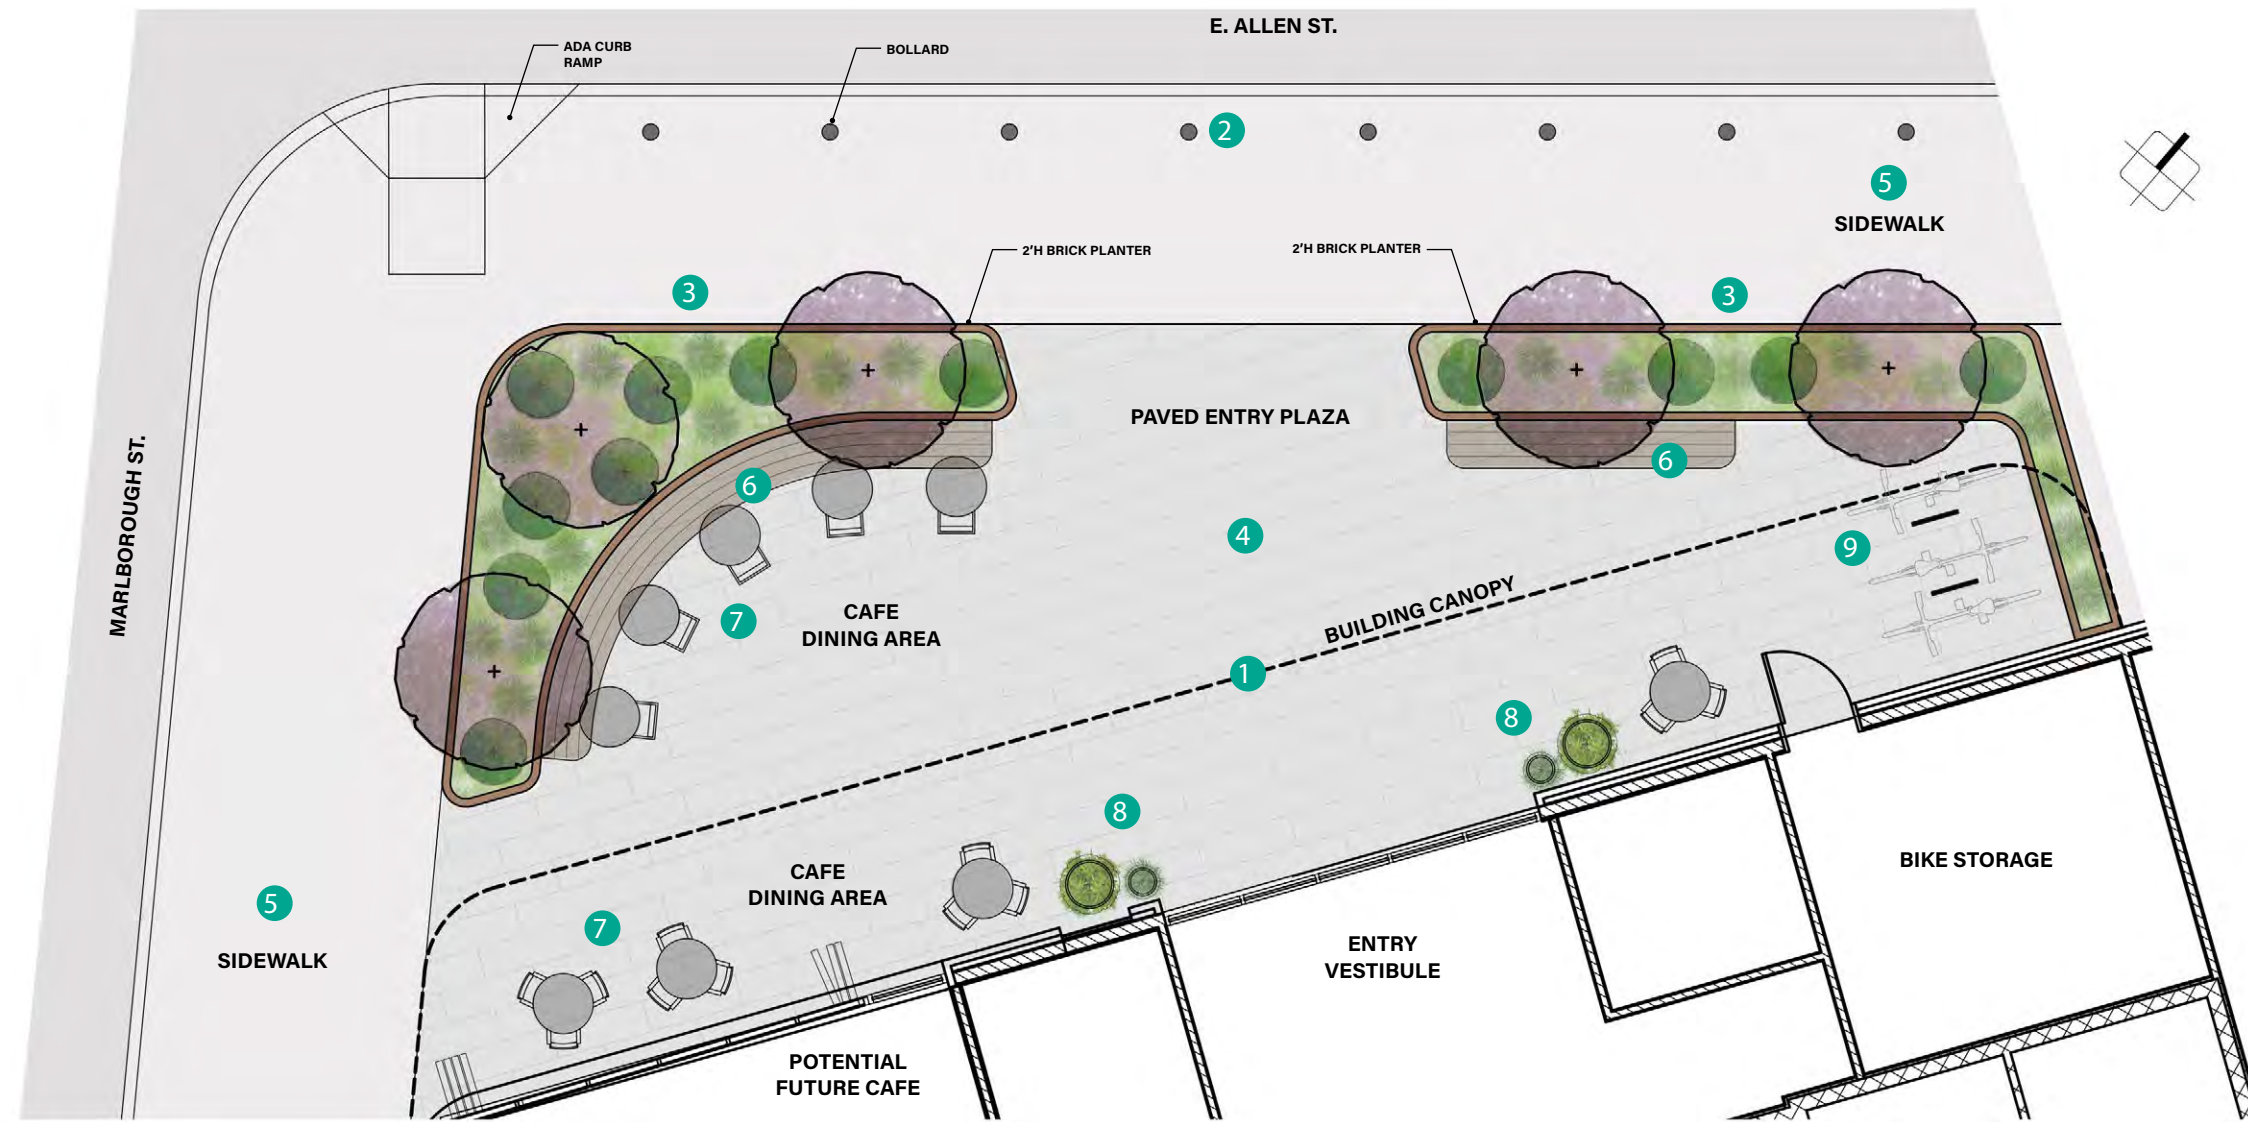 E. ALLEN ST.
ADA CURB
RAMP
BOLLARD
2
5
SIDEWALK
2'H BRICK PLANTER
2'H BRICK PLANTER
3
3
PAVED ENTRY PLAZA
MARLBOROUGH ST.
6
6
4
9
CAFE
DINING AREA
7
BUILDING CANOPY
1
8
8
CAFE
DINING AREA
BIKE STORAGE
5
SIDEWALK
7
ENTRY
VESTIBULE
POTENTIAL
FUTURE CAFE